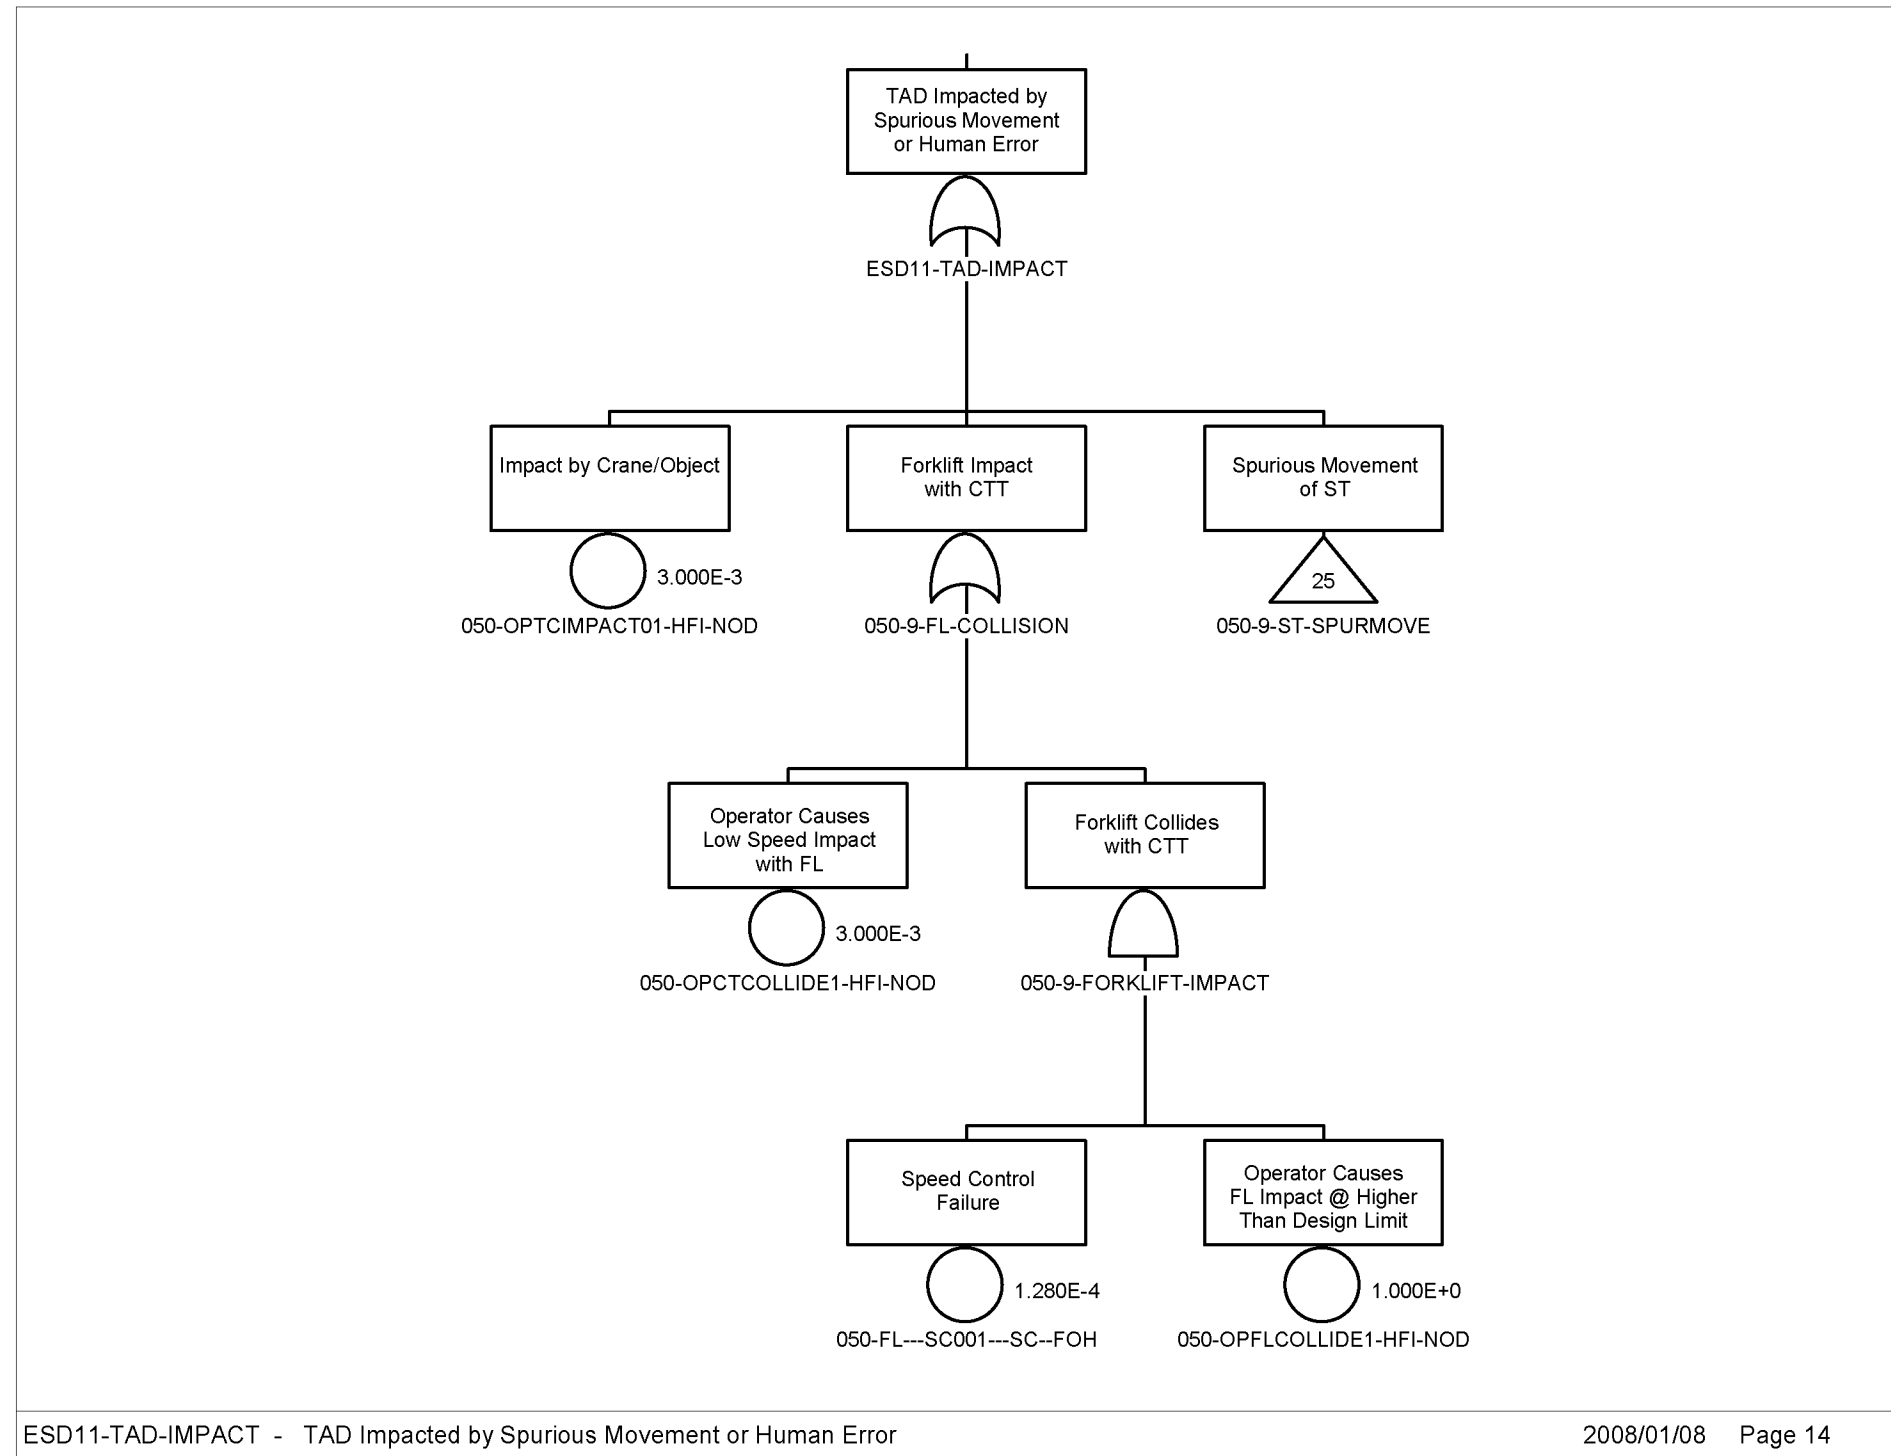 TAD Impacted by
Spurious Movement
or Human Error
ESD11-TAD-IMPACT
Impact by Crane/Object
3.000E-3
050-OPTCIMPACT01-HFI-NOD
Forklift Impact
with CTT
050-9-FL-COLLISION
Spurious Movement
of ST
25
050-9-ST-SPURMOVE
Operator Causes
Low Speed Impact
with FL
3.000E-3
050-OPCTCOLLIDE1-HFI-NOD
Forklift Collides
with CTT
050-9-FORKLIFT-IMPACT
Speed Control
Failure
1.280E-4
050-FL---SC001---SC--FOH
Operator Causes
FL Impact @ Higher
Than Design Limit
1.000E+0
050-OPFLCOLLIDE1-HFI-NOD
ESD11-TAD-IMPACT - TAD Impacted by Spurious Movement or Human Error
2008/01/08 Page 14